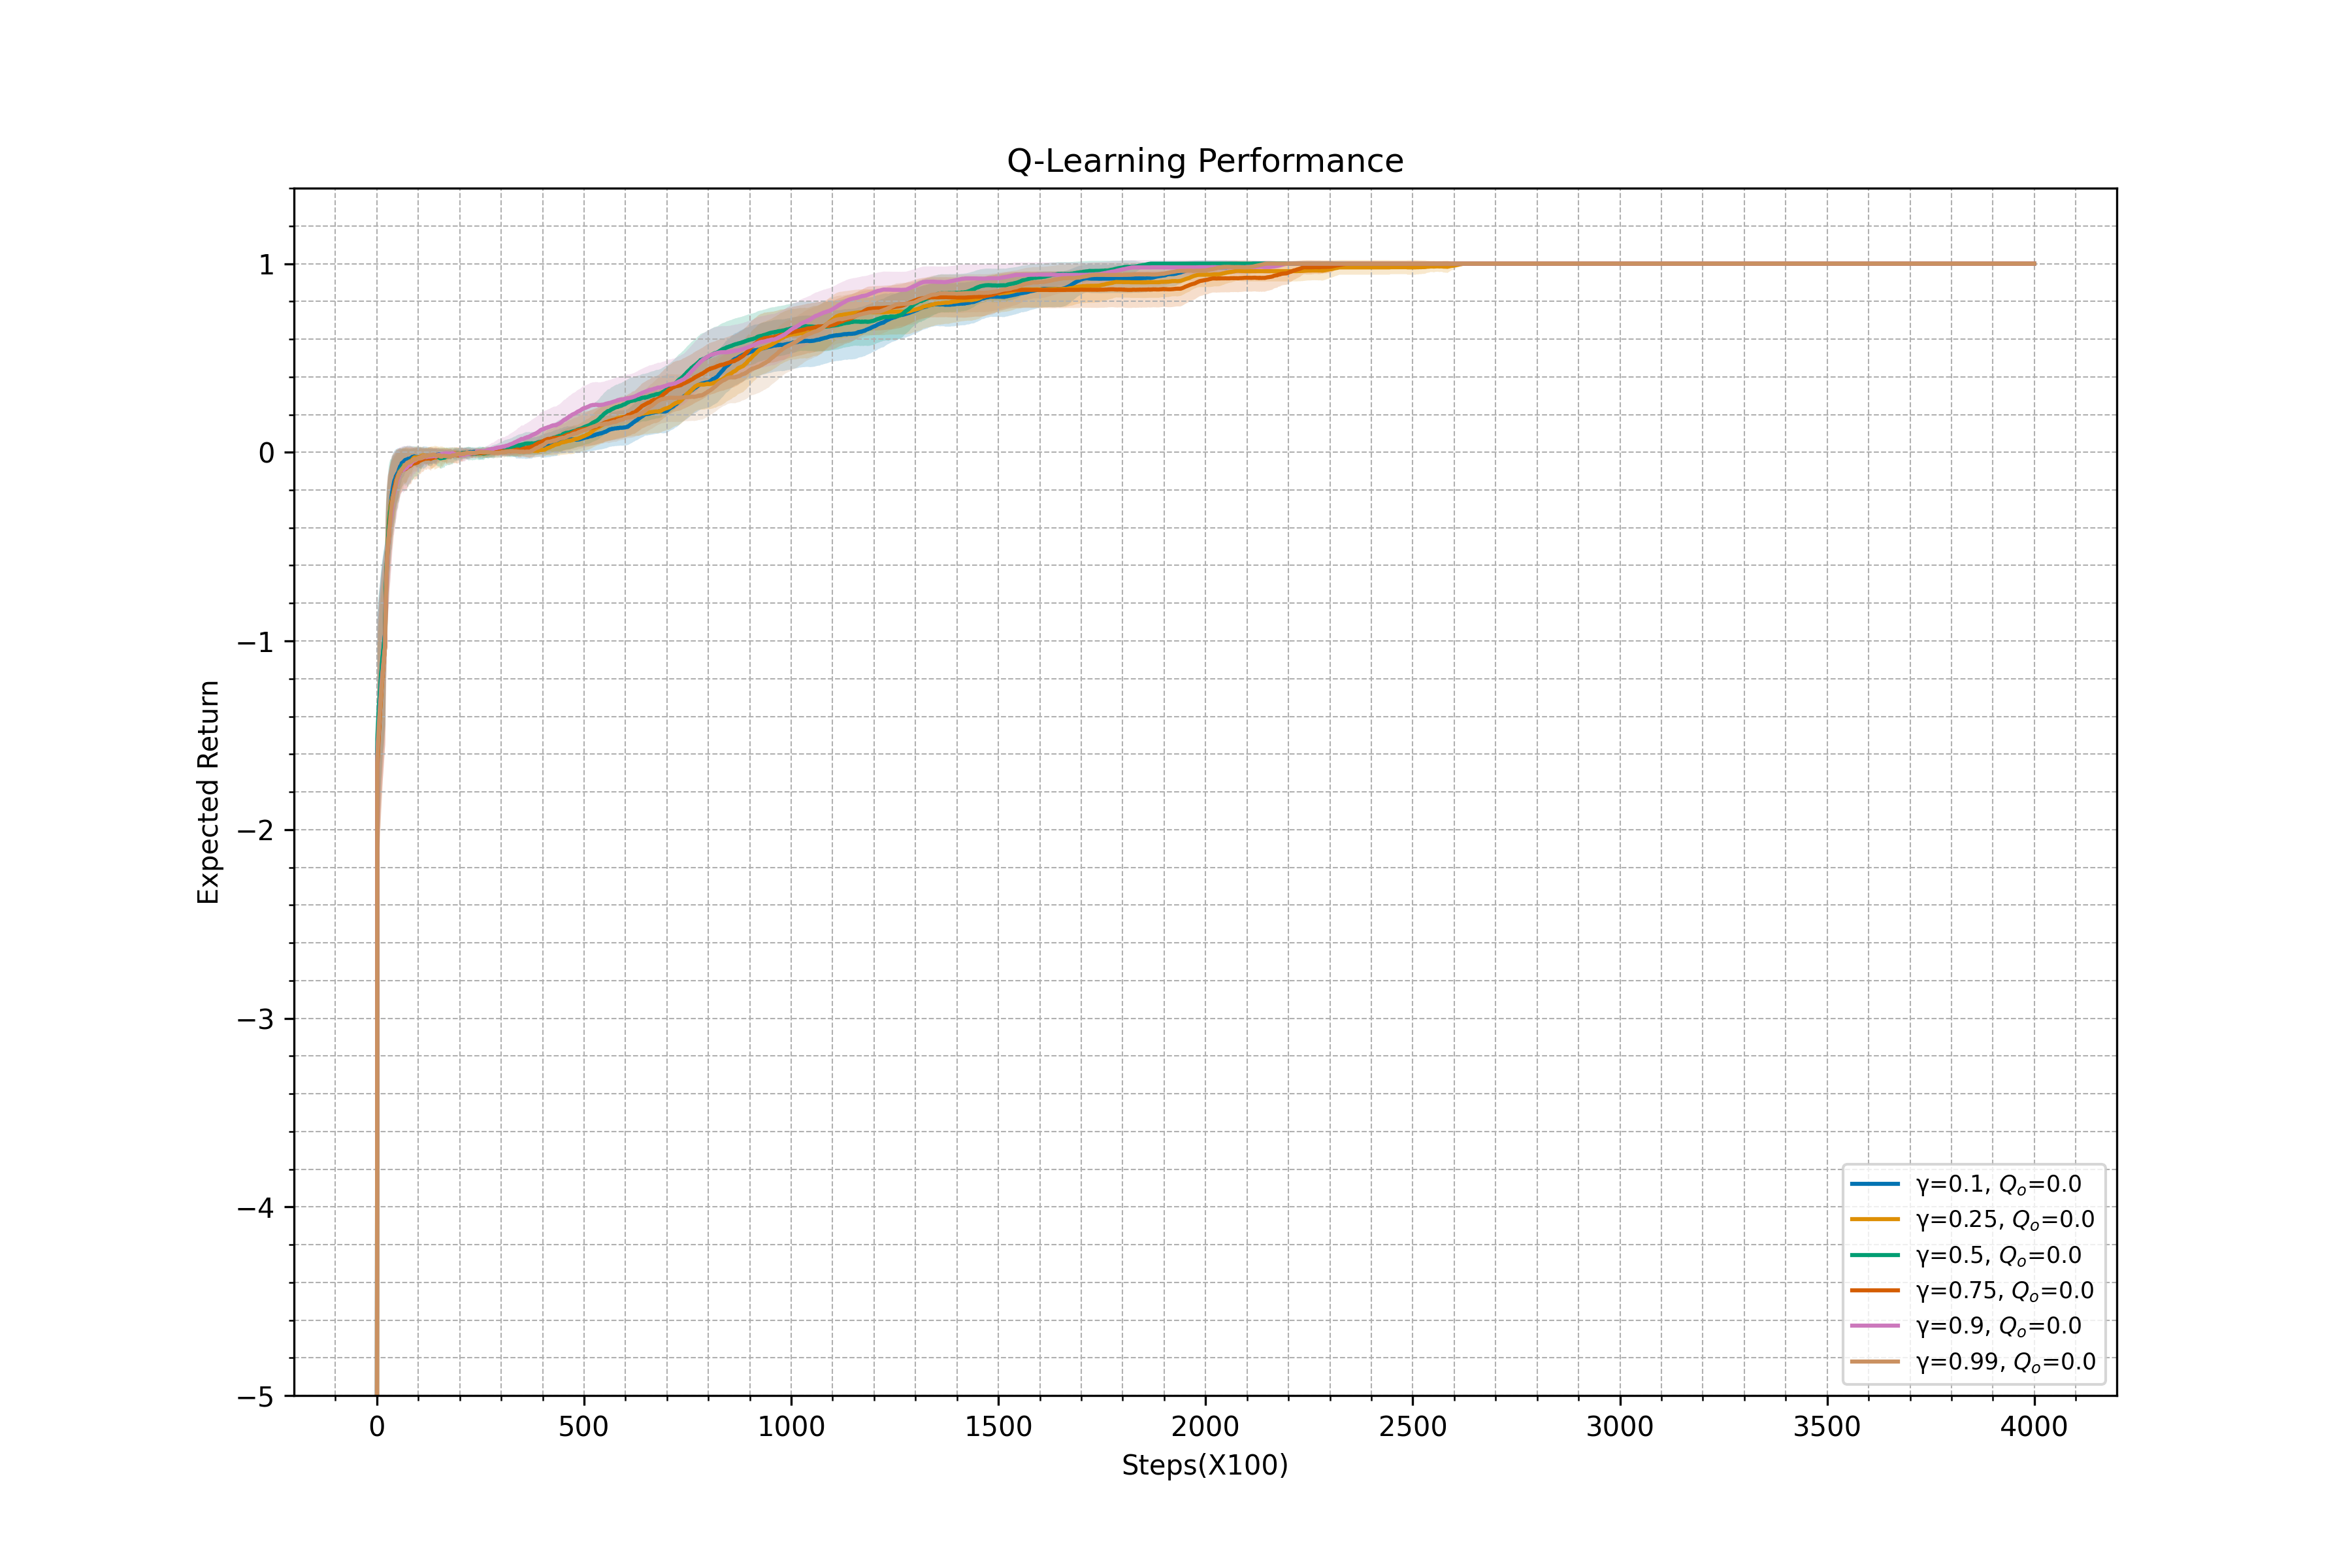 Q-Learning Performance
Expected Return
1
0
−1
−2
−3
−4
−5
0 500 1000 1500 2000 2500 3000 3500 4000
Steps(X100)
γ=0.1, Qₒ=0.0
γ=0.25, Qₒ=0.0
γ=0.5, Qₒ=0.0
γ=0.75, Qₒ=0.0
γ=0.9, Qₒ=0.0
γ=0.99, Qₒ=0.0